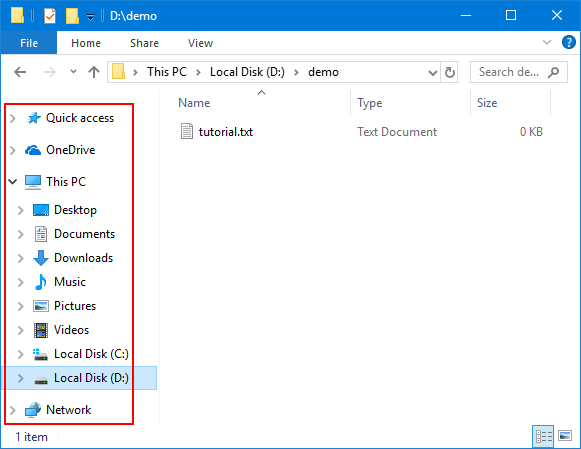 D:\demo
File Home Share View
This PC Local Disk (D:) demo
Search de...
Name Type Size
tutorial.txt Text Document 0 KB
Quick access
OneDrive
This PC
Desktop
Documents
Downloads
Music
Pictures
Videos
Local Disk (C:)
Local Disk (D:)
Network
1 item